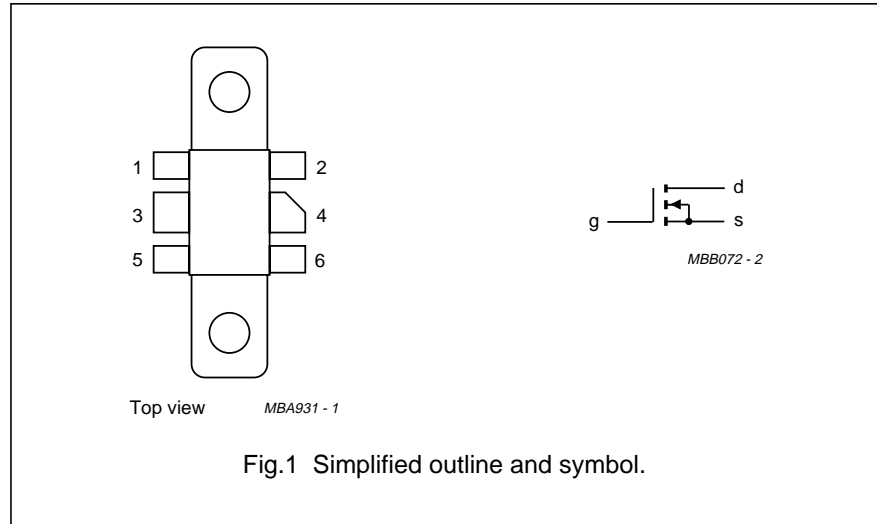 1
2
3
4
5
6
Top view
MBA931 - 1
d
g
s
MBB072 - 2
Fig.1 Simplified outline and symbol.